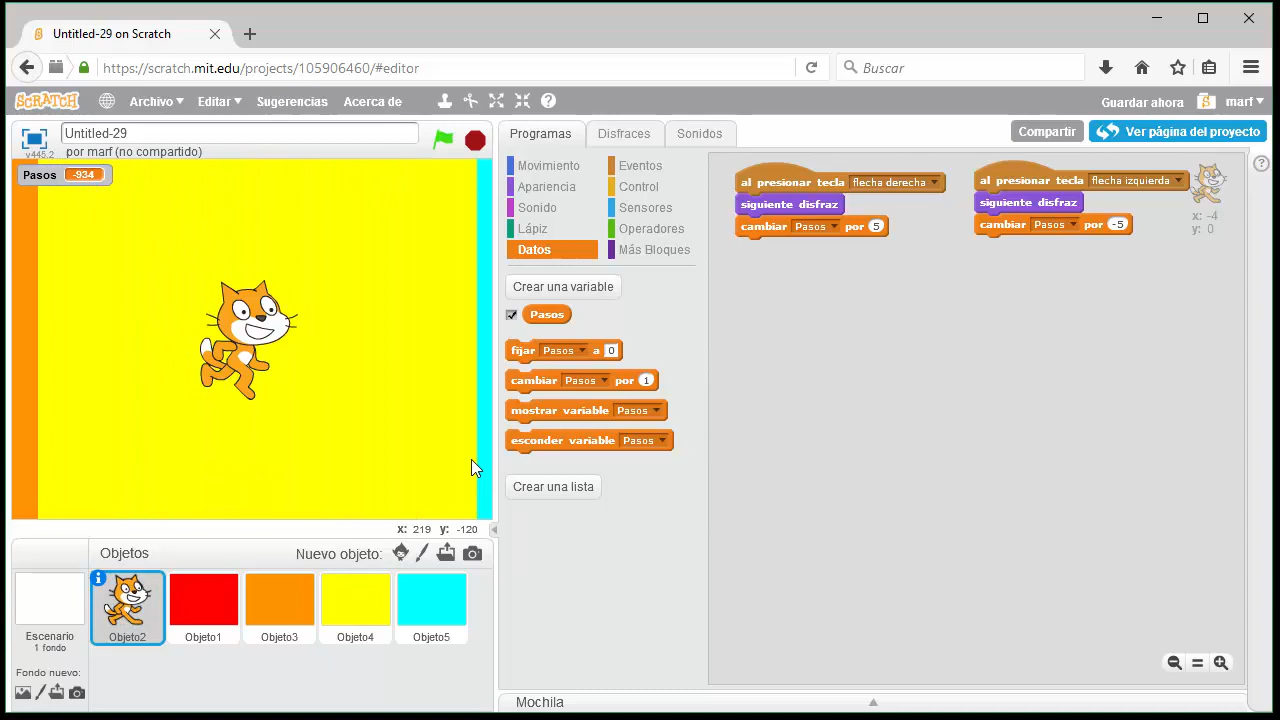 Untitled-29 on Scratch
https://scratch.mit.edu/projects/105906460/#editor
Buscar
SCRATCH
Archivo
Editar
Sugerencias
Acerca de
Guardar ahora
marf
Untitled-29
por marf (no compartido)
v445.2
Programas
Disfraces
Sonidos
Compartir
Ver página del proyecto
Pasos -934
Movimiento
Apariencia
Sonido
Lápiz
Datos
Eventos
Control
Sensores
Operadores
Más Bloques
Crear una variable
Pasos
fijar Pasos a 0
cambiar Pasos por 1
mostrar variable Pasos
esconder variable Pasos
Crear una lista
al presionar tecla flecha derecha
siguiente disfraz
cambiar Pasos por 5
al presionar tecla flecha izquierda
siguiente disfraz
cambiar Pasos por -5
x: -4
y: 0
x: 219 y: -120
Objetos
Nuevo objeto:
Escenario
1 fondo
Fondo nuevo:
Objeto2
Objeto1
Objeto3
Objeto4
Objeto5
Mochila